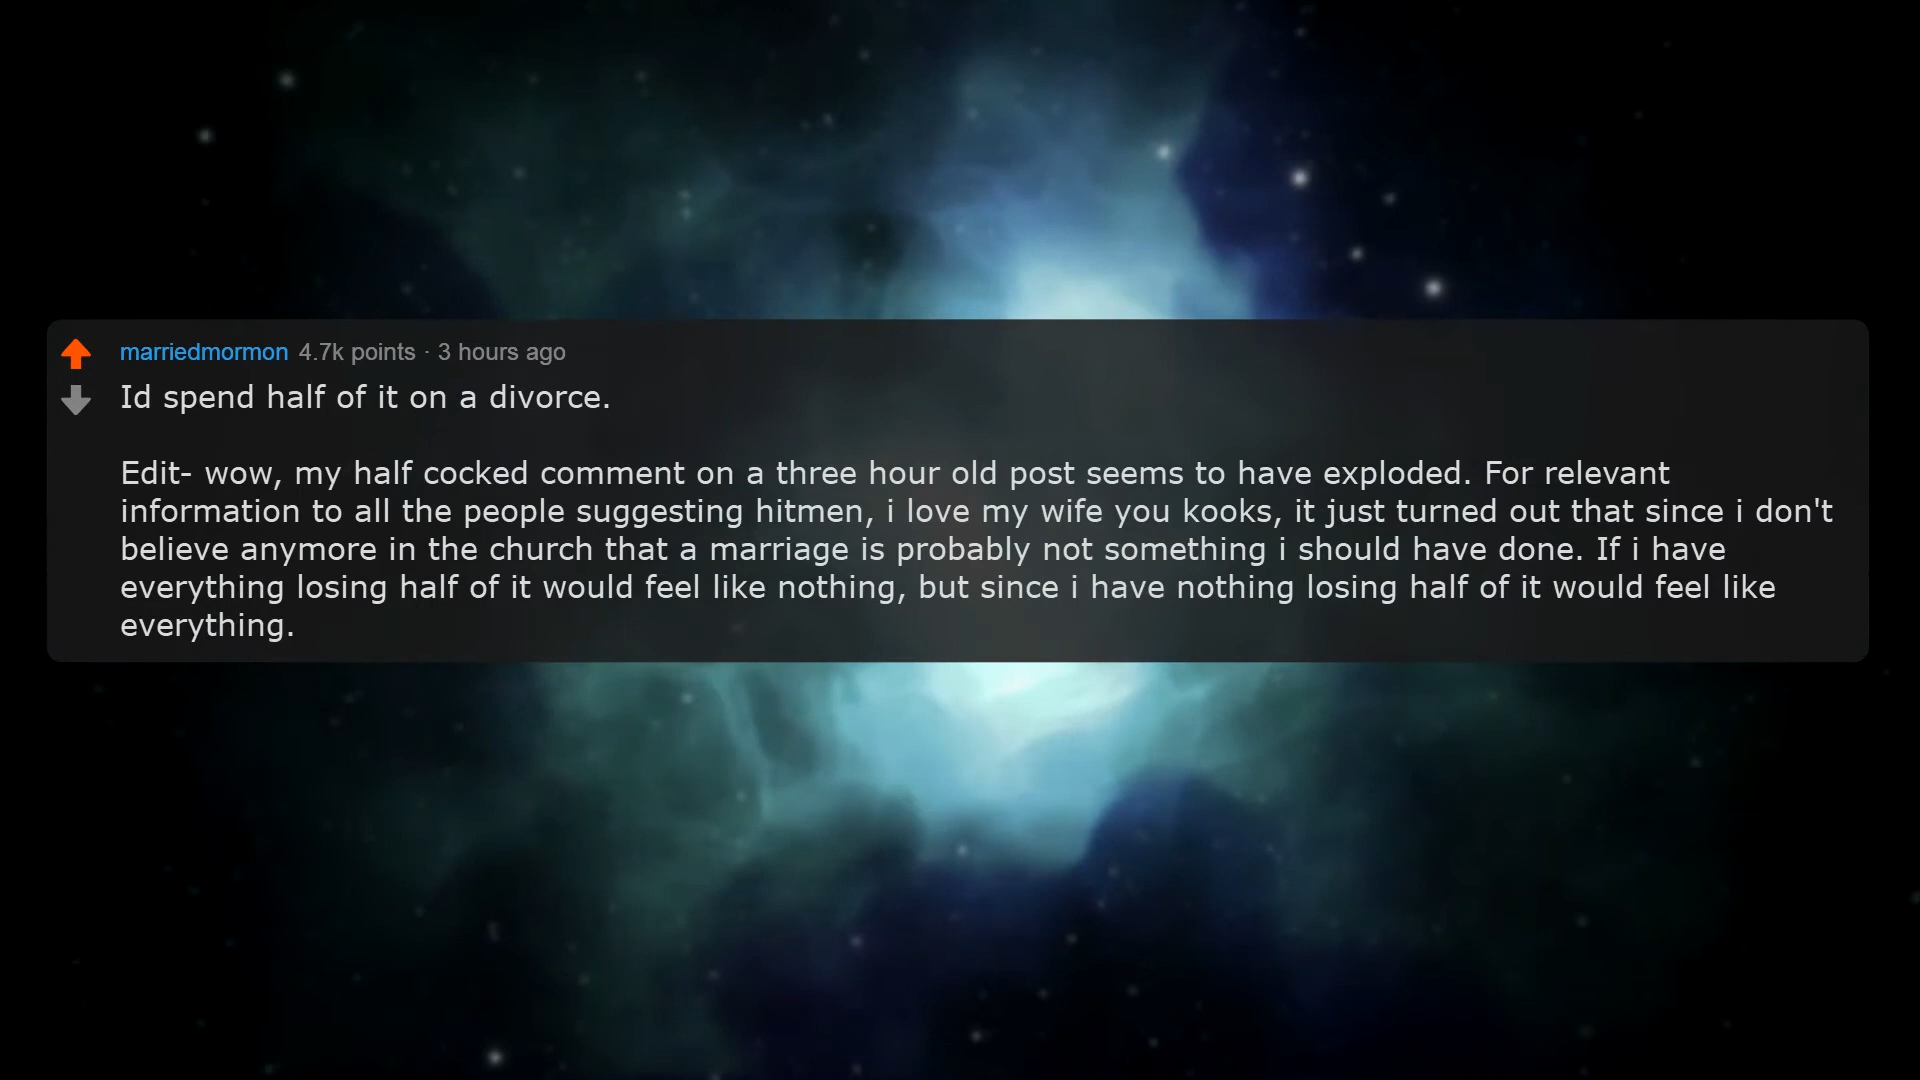 marriedmormon 4.7k points · 3 hours ago
Id spend half of it on a divorce.
Edit- wow, my half cocked comment on a three hour old post seems to have exploded. For relevant
information to all the people suggesting hitmen, i love my wife you kooks, it just turned out that since i don't
believe anymore in the church that a marriage is probably not something i should have done. If i have
everything losing half of it would feel like nothing, but since i have nothing losing half of it would feel like
everything.